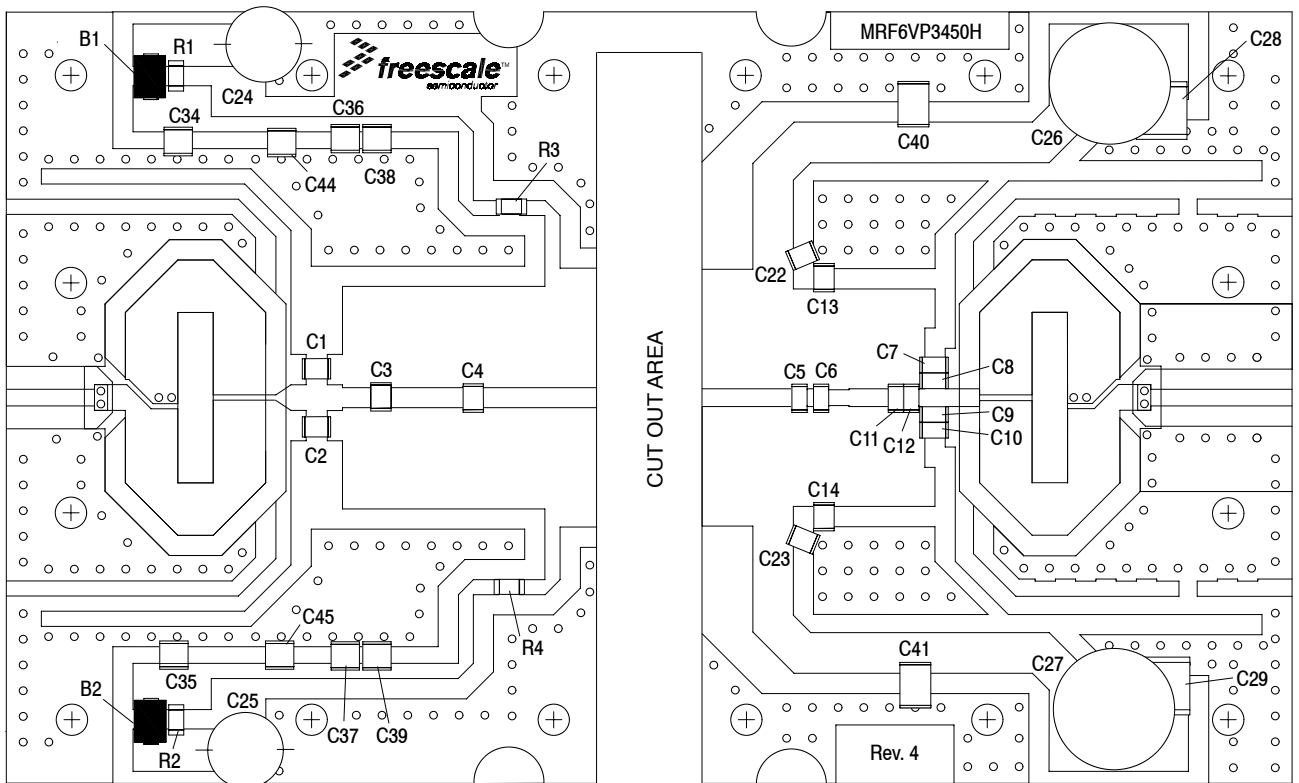 B1
R1
C24
freescale™
semiconductor
MRF6VP3450H
C28
C34
C44
C36
C38
R3
C40
C26
C22
C13
C1
C3
C4
C2
CUT OUT AREA
C5
C6
C7
C8
C9
C10
C11
C12
C14
C23
C45
R4
C35
C37
C39
B2
R2
C25
C41
C27
C29
Rev. 4